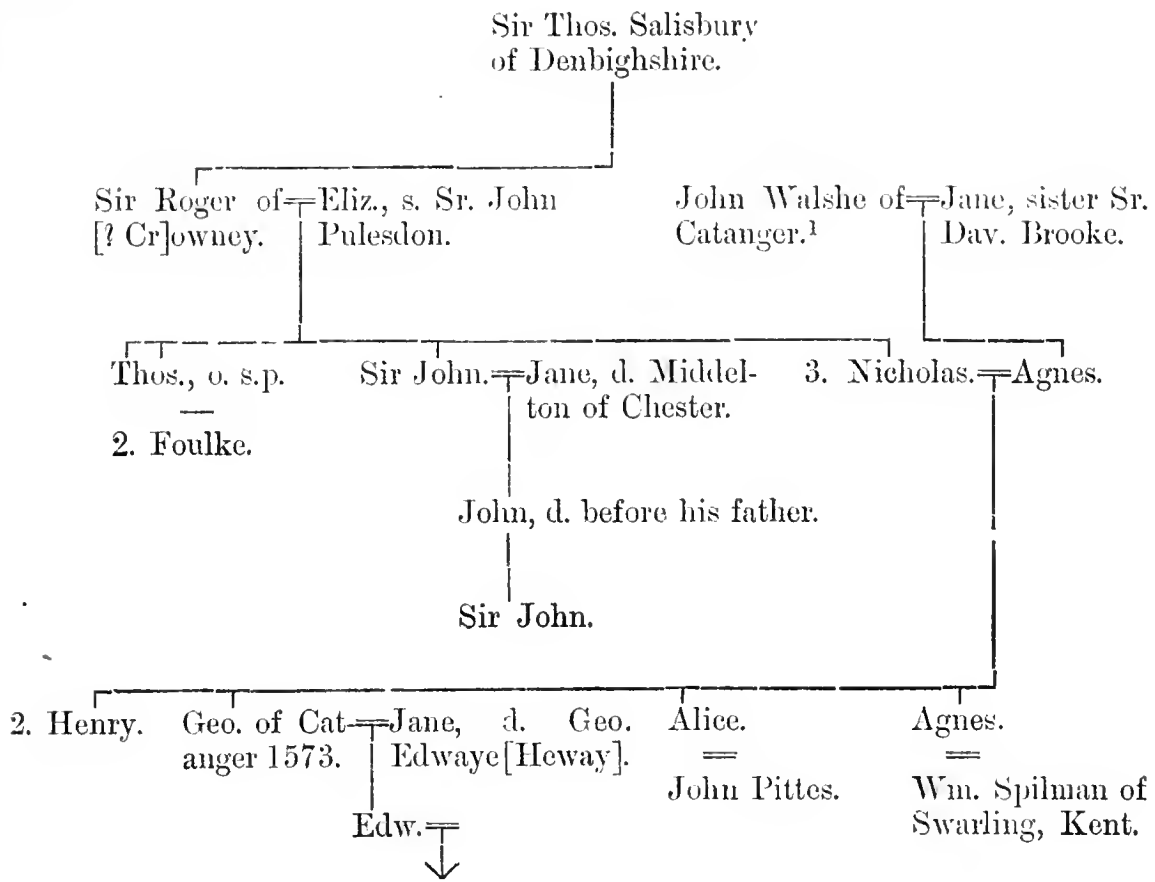 Sir Thos. Salisbury
of Denbighshire.
Sir Roger of
[? Cr]owney.
Eliz., s. Sr. John
Pulesdon.
John Walshe of
Catanger.¹
Jane, sister Sr.
Dav. Brooke.
Thos., o. s.p.
2. Foulke.
Sir John.
Jane, d. Middel-
ton of Chester.
3. Nicholas.
Agnes.
John, d. before his father.
Sir John.
2. Henry.
Geo. of Cat-
anger 1573.
Jane, d. Geo.
Edwaye[Heway].
Alice.
John Pittes.
Agnes.
Wm. Spilman of
Swarling, Kent.
Edw.